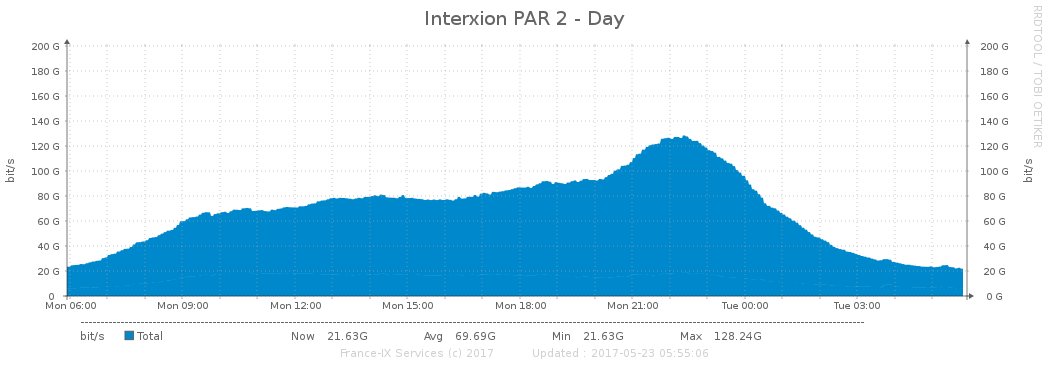 Interxion PAR 2 - Day
RRDTOOL / TOBI OETIKER
bit/s
200 G 200 G
180 G 180 G
160 G 160 G
140 G 140 G
120 G 120 G
100 G 100 G
80 G 80 G
60 G 60 G
40 G 40 G
20 G 20 G
0 0 G
bit/s
Mon 06:00 Mon 09:00 Mon 12:00 Mon 15:00 Mon 18:00 Mon 21:00 Tue 00:00 Tue 03:00
bit/s Total Now 21.63G Avg 69.69G Min 21.63G Max 128.24G
France-IX Services (c) 2017 Updated : 2017-05-23 05:55:06